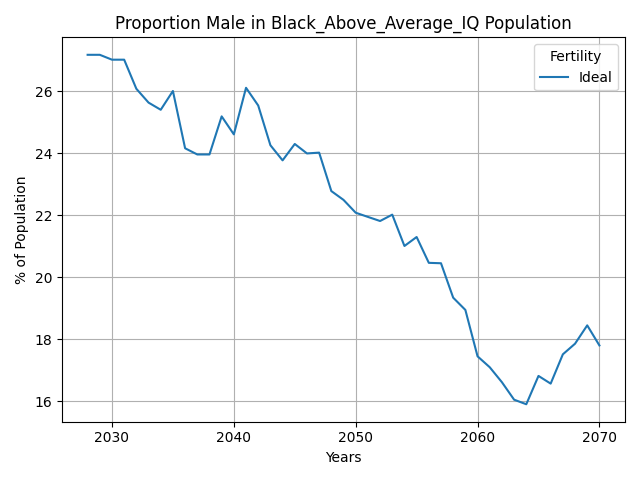 Proportion Male in Black_Above_Average_IQ Population
Fertility
Ideal
% of Population
26
24
22
20
18
16
2030 2040 2050 2060 2070
Years